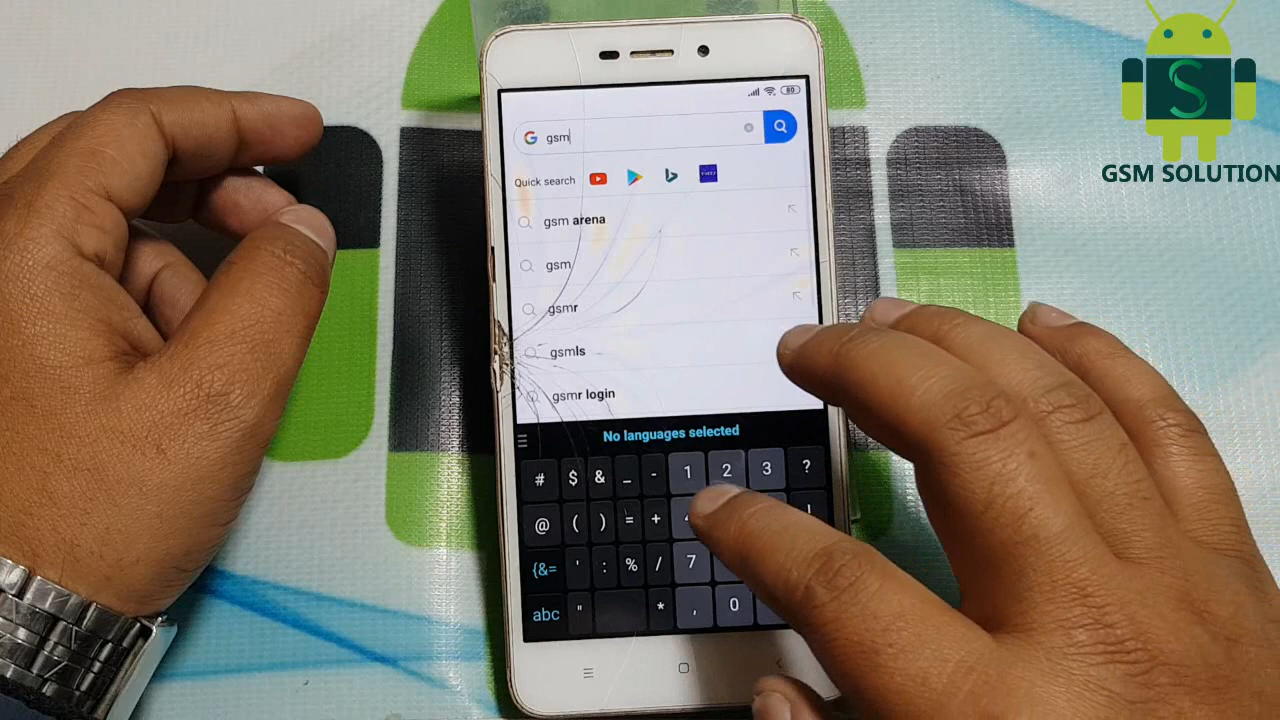 GSM SOLUTION
80
gsm
Quick search
gsm arena
gsm
gsmr
gsmls
gsmr login
No languages selected
# $ & _ - 1 2 3 ?
@ ( ) = +
{&= ' : % / 7
abc " * , 0